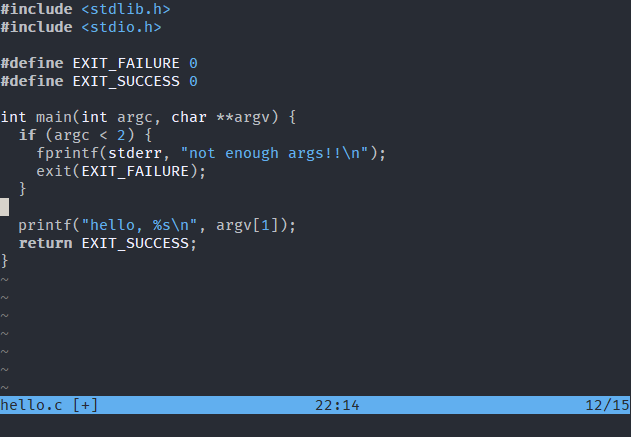 #include <stdlib.h>
#include <stdio.h>

#define EXIT_FAILURE 0
#define EXIT_SUCCESS 0

int main(int argc, char **argv) {
  if (argc < 2) {
    fprintf(stderr, "not enough args!!\n");
    exit(EXIT_FAILURE);
  }

  printf("hello, %s\n", argv[1]);
  return EXIT_SUCCESS;
}
~
~
~
~
~
~
~
hello.c [+] 22:14 12/15